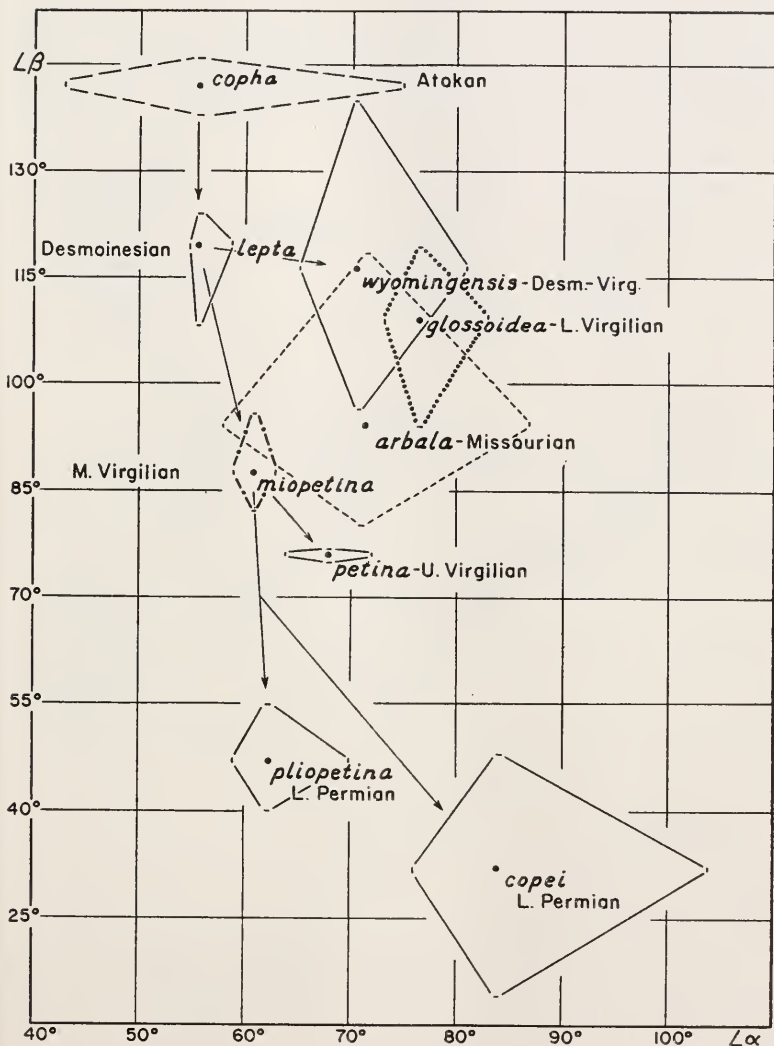 ∠β
copha
Atokan
130°
Desmoinesian
lepta
115°
wyomingensis-Desm.-Virg.
glossoidea-L. Virgilian
100°
arbala-Missourian
M. Virgilian
miopetina
85°
petina-U. Virgilian
70°
55°
pliopetina
L. Permian
40°
copei
L. Permian
25°
40° 50° 60° 70° 80° 90° 100° ∠α